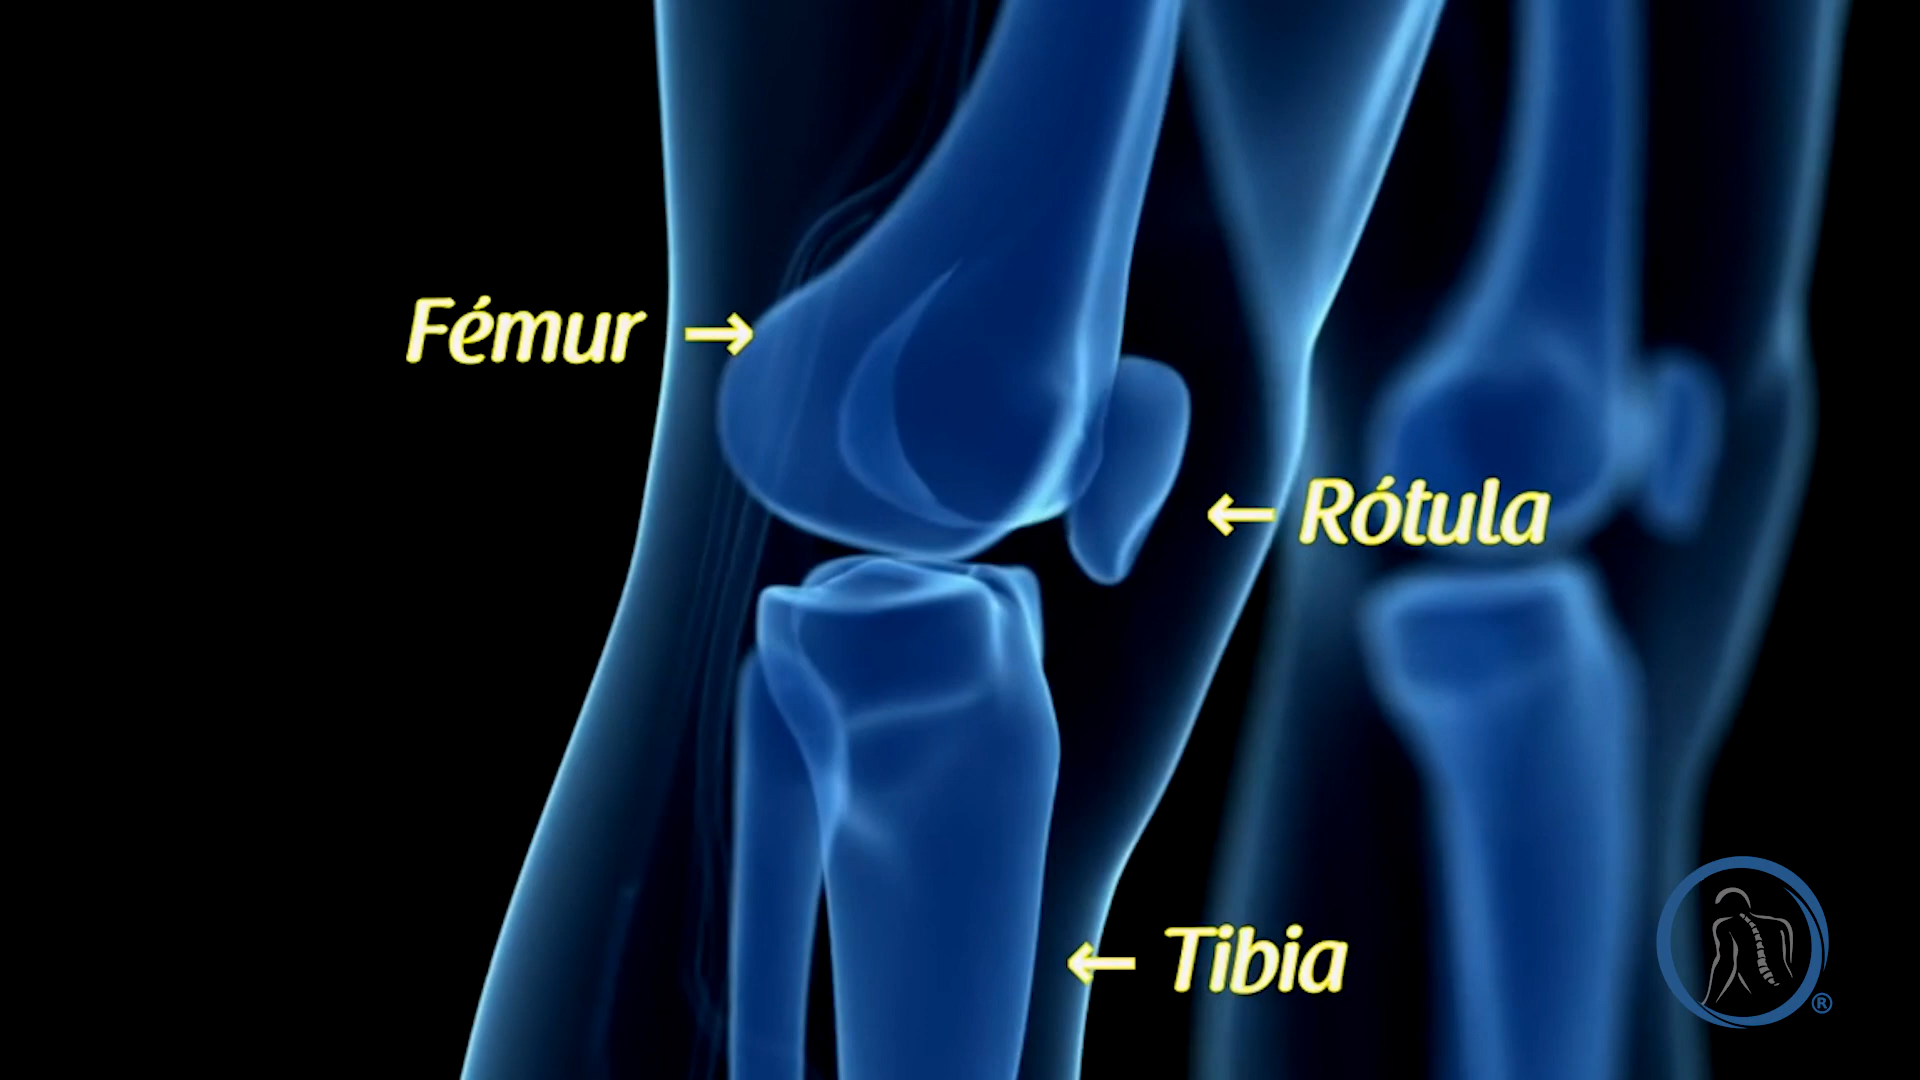 Fémur →
← Rótula
← Tibia
®